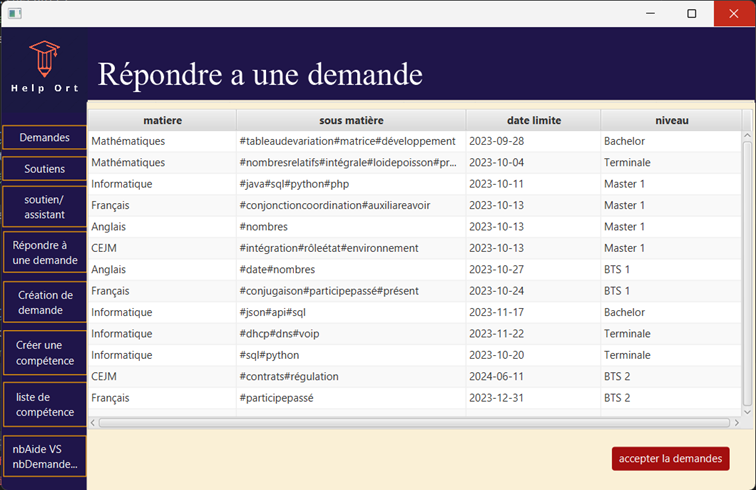 Help Ort
Répondre a une demande
Demandes
Soutiens
soutien/
assistant
Répondre à
une demande
Création de
demande
Créer une
compétence
liste de
compétence
nbAide VS
nbDemande...
matiere sous matière date limite niveau
Mathématiques #tableaudevariation#matrice#développement 2023-09-28 Bachelor
Mathématiques #nombresrelatifs#intégrale#loidepoisson#pr... 2023-10-04 Terminale
Informatique #java#sql#python#php 2023-10-11 Master 1
Français #conjonctioncoordination#auxiliareavoir 2023-10-13 Master 1
Anglais #nombres 2023-10-13 Master 1
CEJM #intégration#rôleétat#environnement 2023-10-13 Master 1
Anglais #date#nombres 2023-10-27 BTS 1
Français #conjugaison#participepassé#présent 2023-10-24 BTS 1
Informatique #json#api#sql 2023-11-17 Bachelor
Informatique #dhcp#dns#voip 2023-11-22 Terminale
Informatique #sql#python 2023-10-20 Terminale
CEJM #contrats#régulation 2024-06-11 BTS 2
Français #participepassé 2023-12-31 BTS 2
accepter la demandes